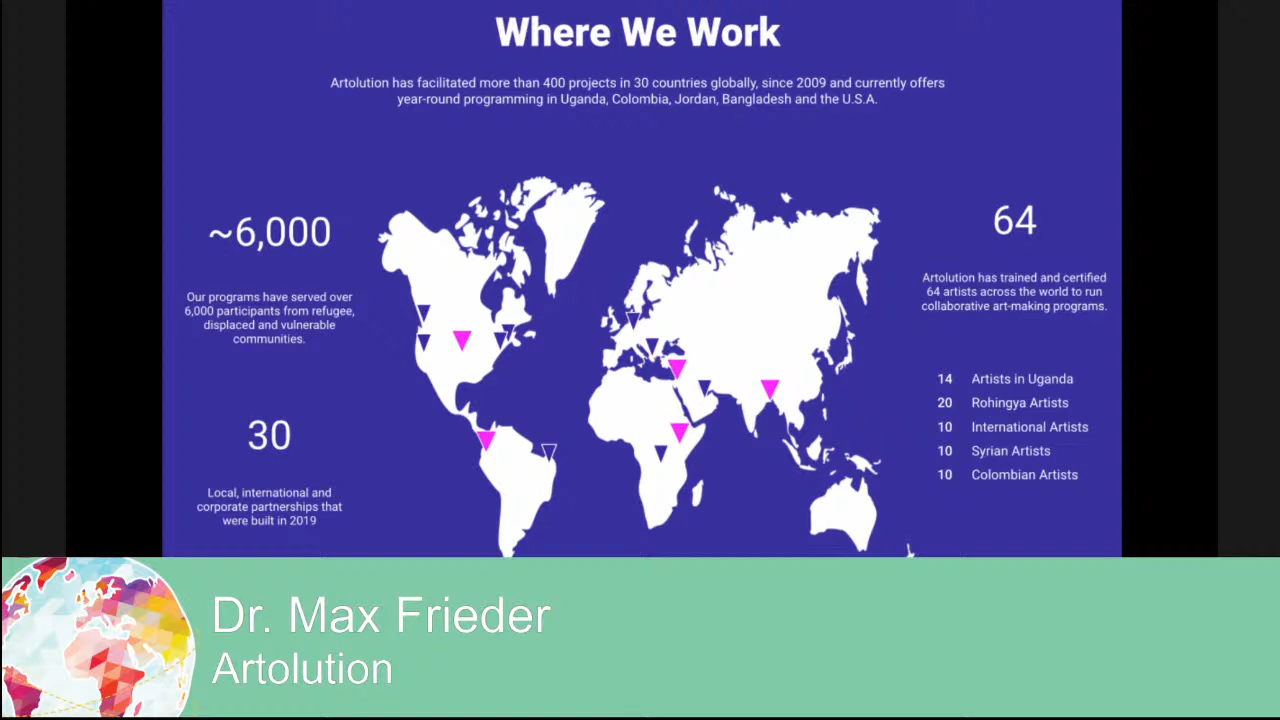 Where We Work
Artolution has facilitated more than 400 projects in 30 countries globally, since 2009 and currently offers
year-round programming in Uganda, Colombia, Jordan, Bangladesh and the U.S.A.
~6,000
Our programs have served over
6,000 participants from refugee,
displaced and vulnerable
communities.
30
Local, international and
corporate partnerships that
were built in 2019
64
Artolution has trained and certified
64 artists across the world to run
collaborative art-making programs.
14 Artists in Uganda
20 Rohingya Artists
10 International Artists
10 Syrian Artists
10 Colombian Artists
Dr. Max Frieder
Artolution